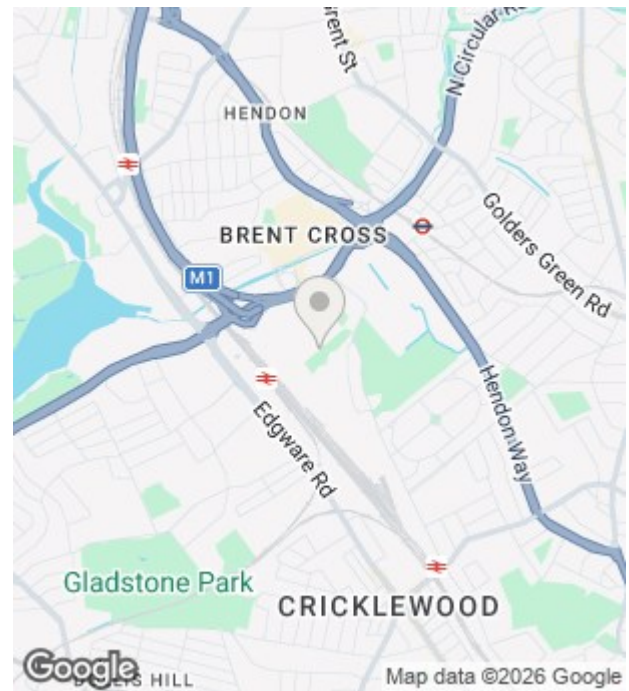 Brent St
N Circular Rd
HENDON
BRENT CROSS
Golders Green Rd
M1
Hendon Way
Edgware Rd
Gladstone Park
CRICKLEWOOD
Google
HILL
Map data ©2026 Google